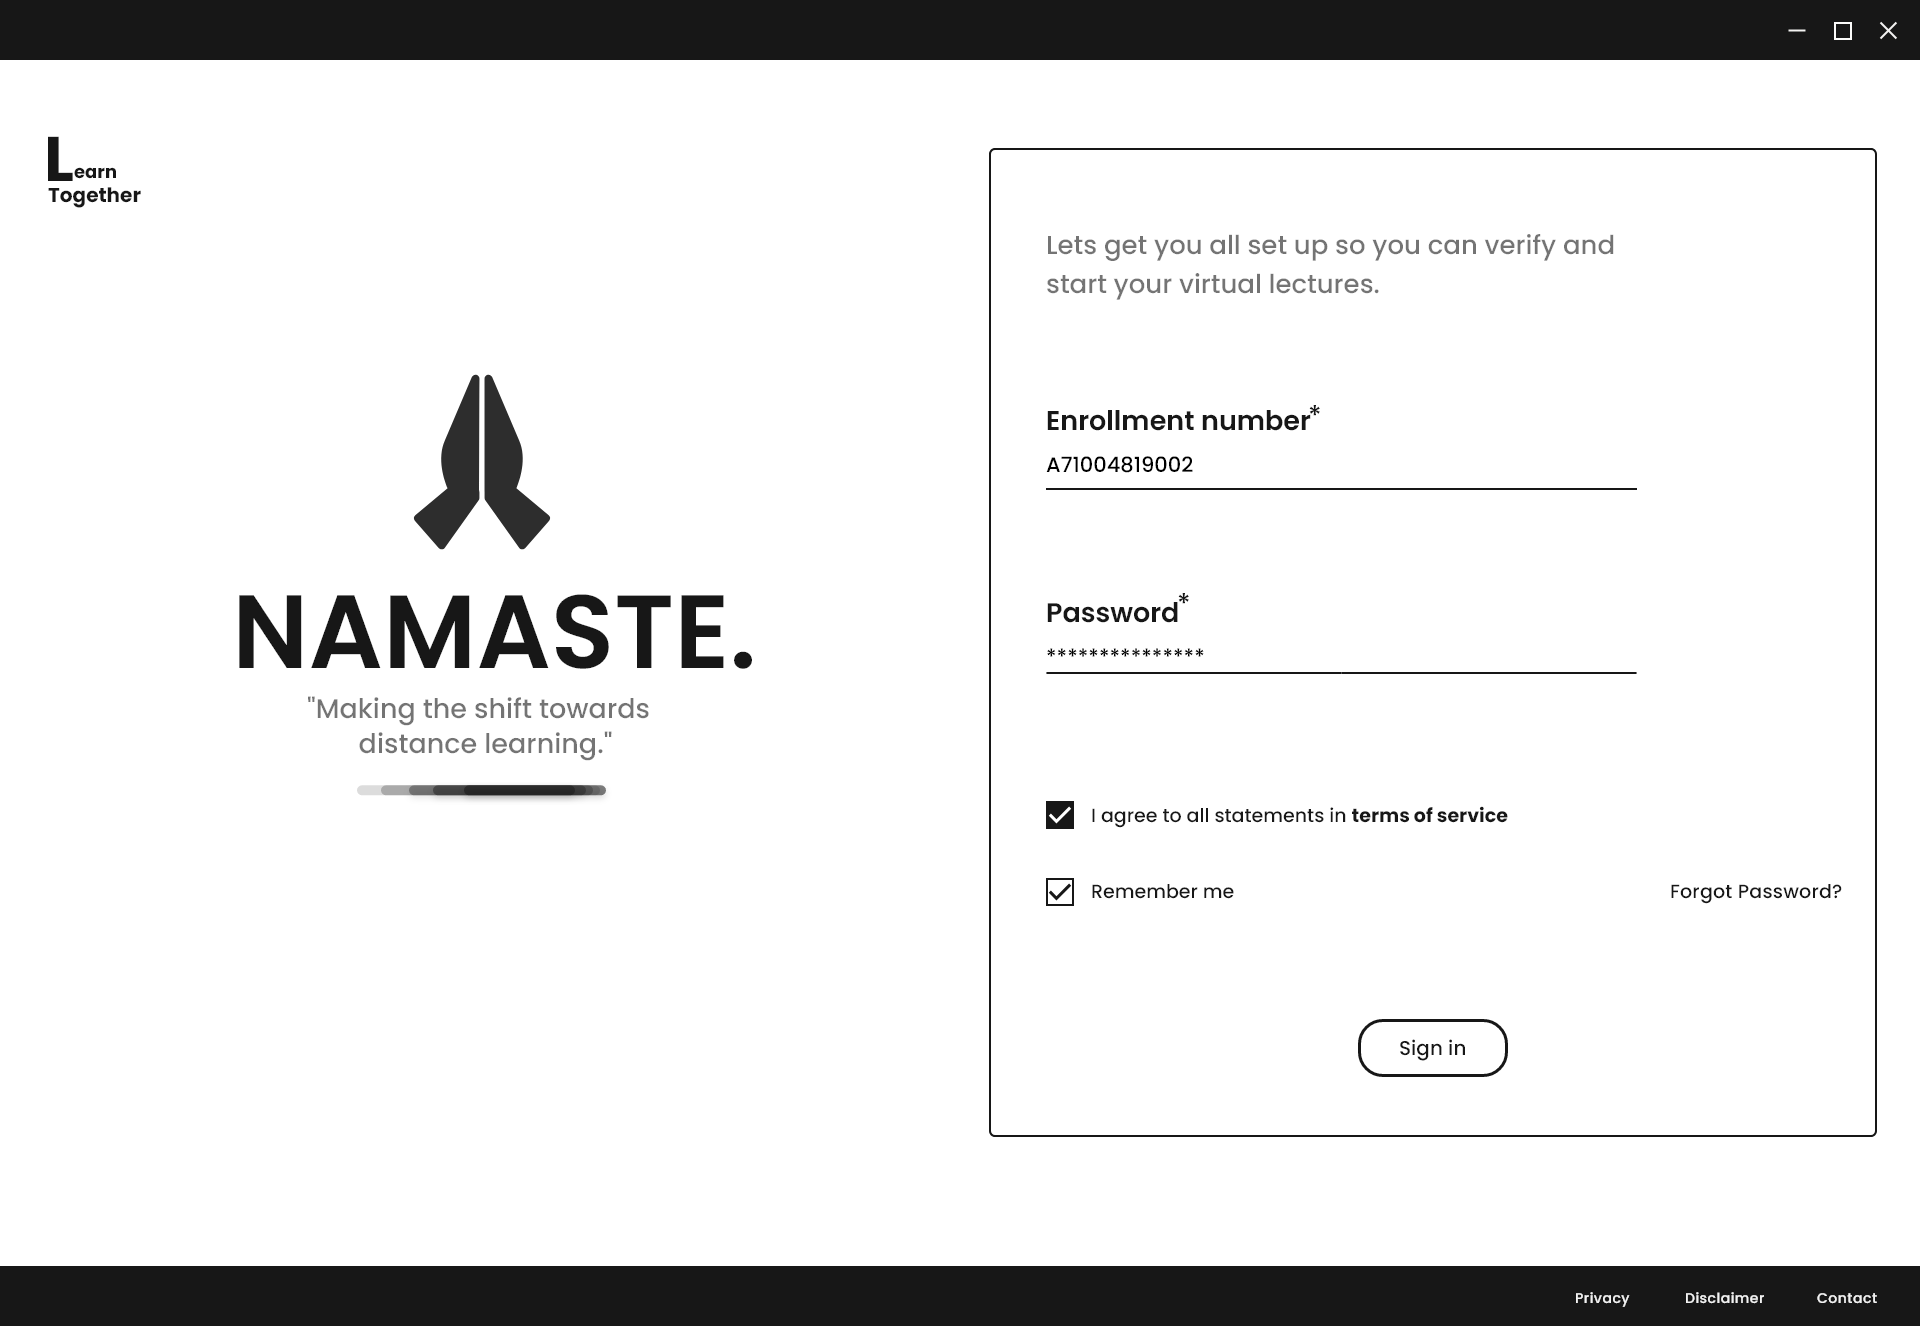 Learn
Together
NAMASTE.
"Making the shift towards
distance learning."
Lets get you all set up so you can verify and
start your virtual lectures.
Enrollment number*
A71004819002
Password*
***************
I agree to all statements in terms of service
Remember me
Forgot Password?
Sign in
Privacy
Disclaimer
Contact